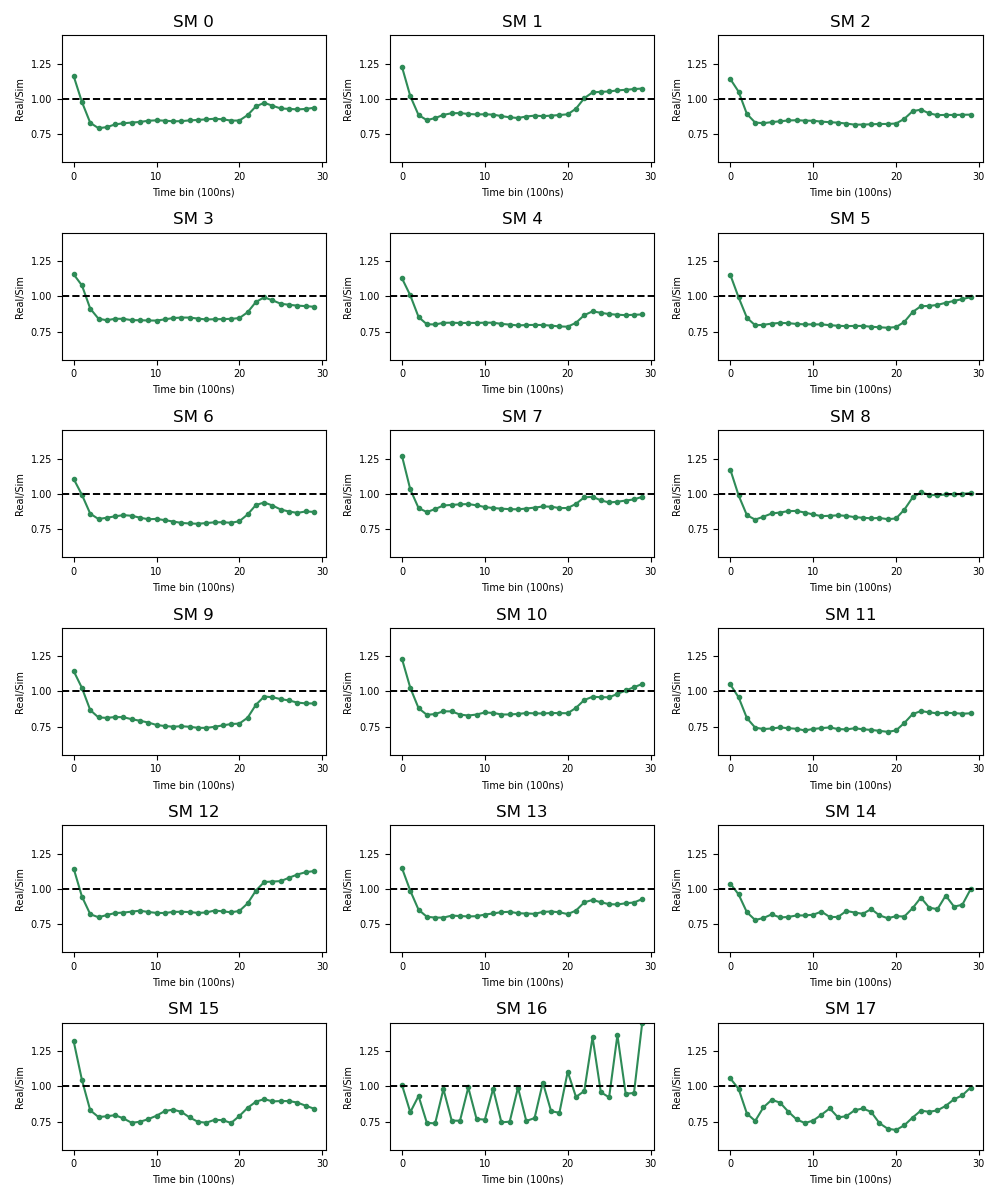 SM 0 SM 1 SM 2
Real/Sim Real/Sim Real/Sim
1.25 1.25 1.25
1.00 1.00 1.00
0.75 0.75 0.75
0 10 20 30 0 10 20 30 0 10 20 30
Time bin (100ns) Time bin (100ns) Time bin (100ns)
SM 3 SM 4 SM 5
Real/Sim Real/Sim Real/Sim
1.25 1.25 1.25
1.00 1.00 1.00
0.75 0.75 0.75
0 10 20 30 0 10 20 30 0 10 20 30
Time bin (100ns) Time bin (100ns) Time bin (100ns)
SM 6 SM 7 SM 8
Real/Sim Real/Sim Real/Sim
1.25 1.25 1.25
1.00 1.00 1.00
0.75 0.75 0.75
0 10 20 30 0 10 20 30 0 10 20 30
Time bin (100ns) Time bin (100ns) Time bin (100ns)
SM 9 SM 10 SM 11
Real/Sim Real/Sim Real/Sim
1.25 1.25 1.25
1.00 1.00 1.00
0.75 0.75 0.75
0 10 20 30 0 10 20 30 0 10 20 30
Time bin (100ns) Time bin (100ns) Time bin (100ns)
SM 12 SM 13 SM 14
Real/Sim Real/Sim Real/Sim
1.25 1.25 1.25
1.00 1.00 1.00
0.75 0.75 0.75
0 10 20 30 0 10 20 30 0 10 20 30
Time bin (100ns) Time bin (100ns) Time bin (100ns)
SM 15 SM 16 SM 17
Real/Sim Real/Sim Real/Sim
1.25 1.25 1.25
1.00 1.00 1.00
0.75 0.75 0.75
0 10 20 30 0 10 20 30 0 10 20 30
Time bin (100ns) Time bin (100ns) Time bin (100ns)